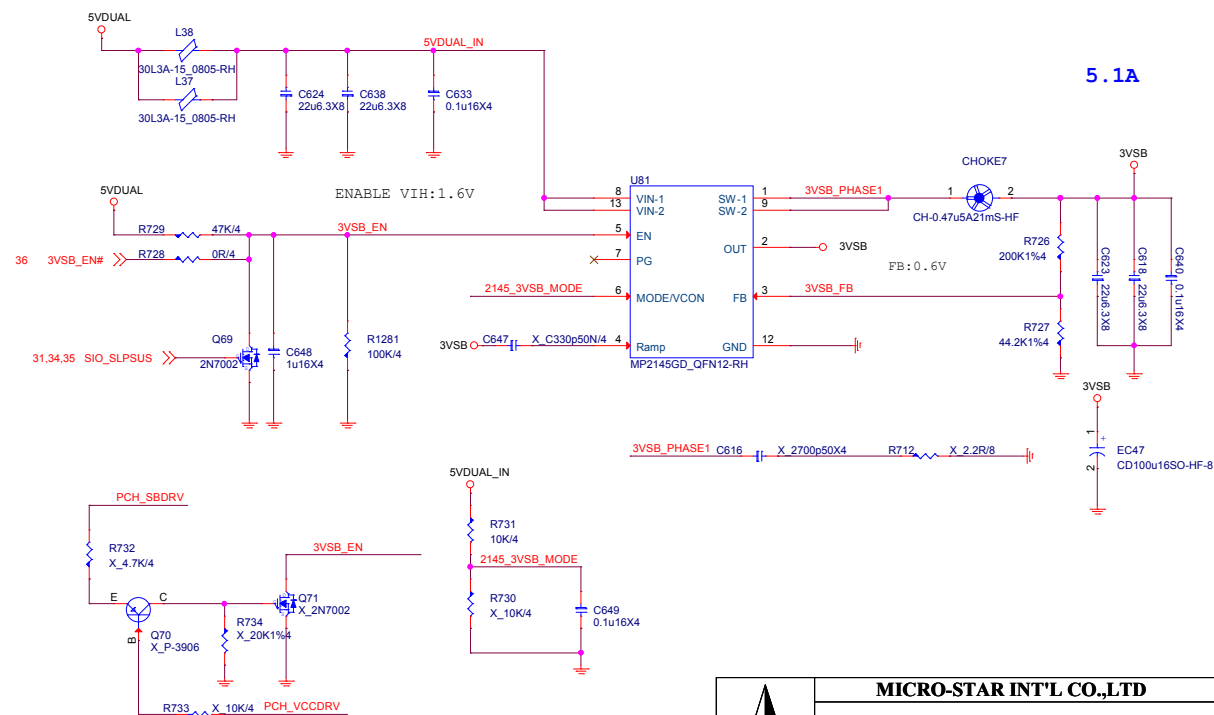 5VDUAL
L38
5VDUAL_IN
30L3A-15_0805-RH
L37
30L3A-15_0805-RH
C624
22u6.3X8
C638
22u6.3X8
C633
0.1u16X4
5.1A
5VDUAL
ENABLE VIH:1.6V
R729
47K/4
3VSB_EN
36
3VSB_EN#
R728
0R/4
31,34,35
SIO_SLPSUS
Q69
2N7002
C648
1u16X4
R1281
100K/4
2145_3VSB_MODE
3VSB
C647
X_C330p50N/4
U81
8
VIN-1
13
VIN-2
5
EN
7
PG
6
MODE/VCON
4
Ramp
SW-1
1
SW-2
9
OUT
2
FB
3
GND
12
MP2145GD_QFN12-RH
3VSB_PHASE1
3VSB
3VSB_FB
FB:0.6V
CHOKE7
1
2
CH-0.47u5A21mS-HF
3VSB
R726
200K1%4
R727
44.2K1%4
C623
22u6.3X8
C618
22u6.3X8
C640
0.1u16X4
3VSB
1
+
2
EC47
CD100u16SO-HF-8
3VSB_PHASE1
C616
X_2700p50X4
R712
X_2.2R/8
PCH_SBDRV
R732
X_4.7K/4
E
C
B
Q70
X_P-3906
R734
X_20K1%4
3VSB_EN
Q71
X_2N7002
R733
X_10K/4
PCH_VCCDRV
5VDUAL_IN
R731
10K/4
2145_3VSB_MODE
R730
X_10K/4
C649
0.1u16X4
MICRO-STAR INT'L CO.,LTD